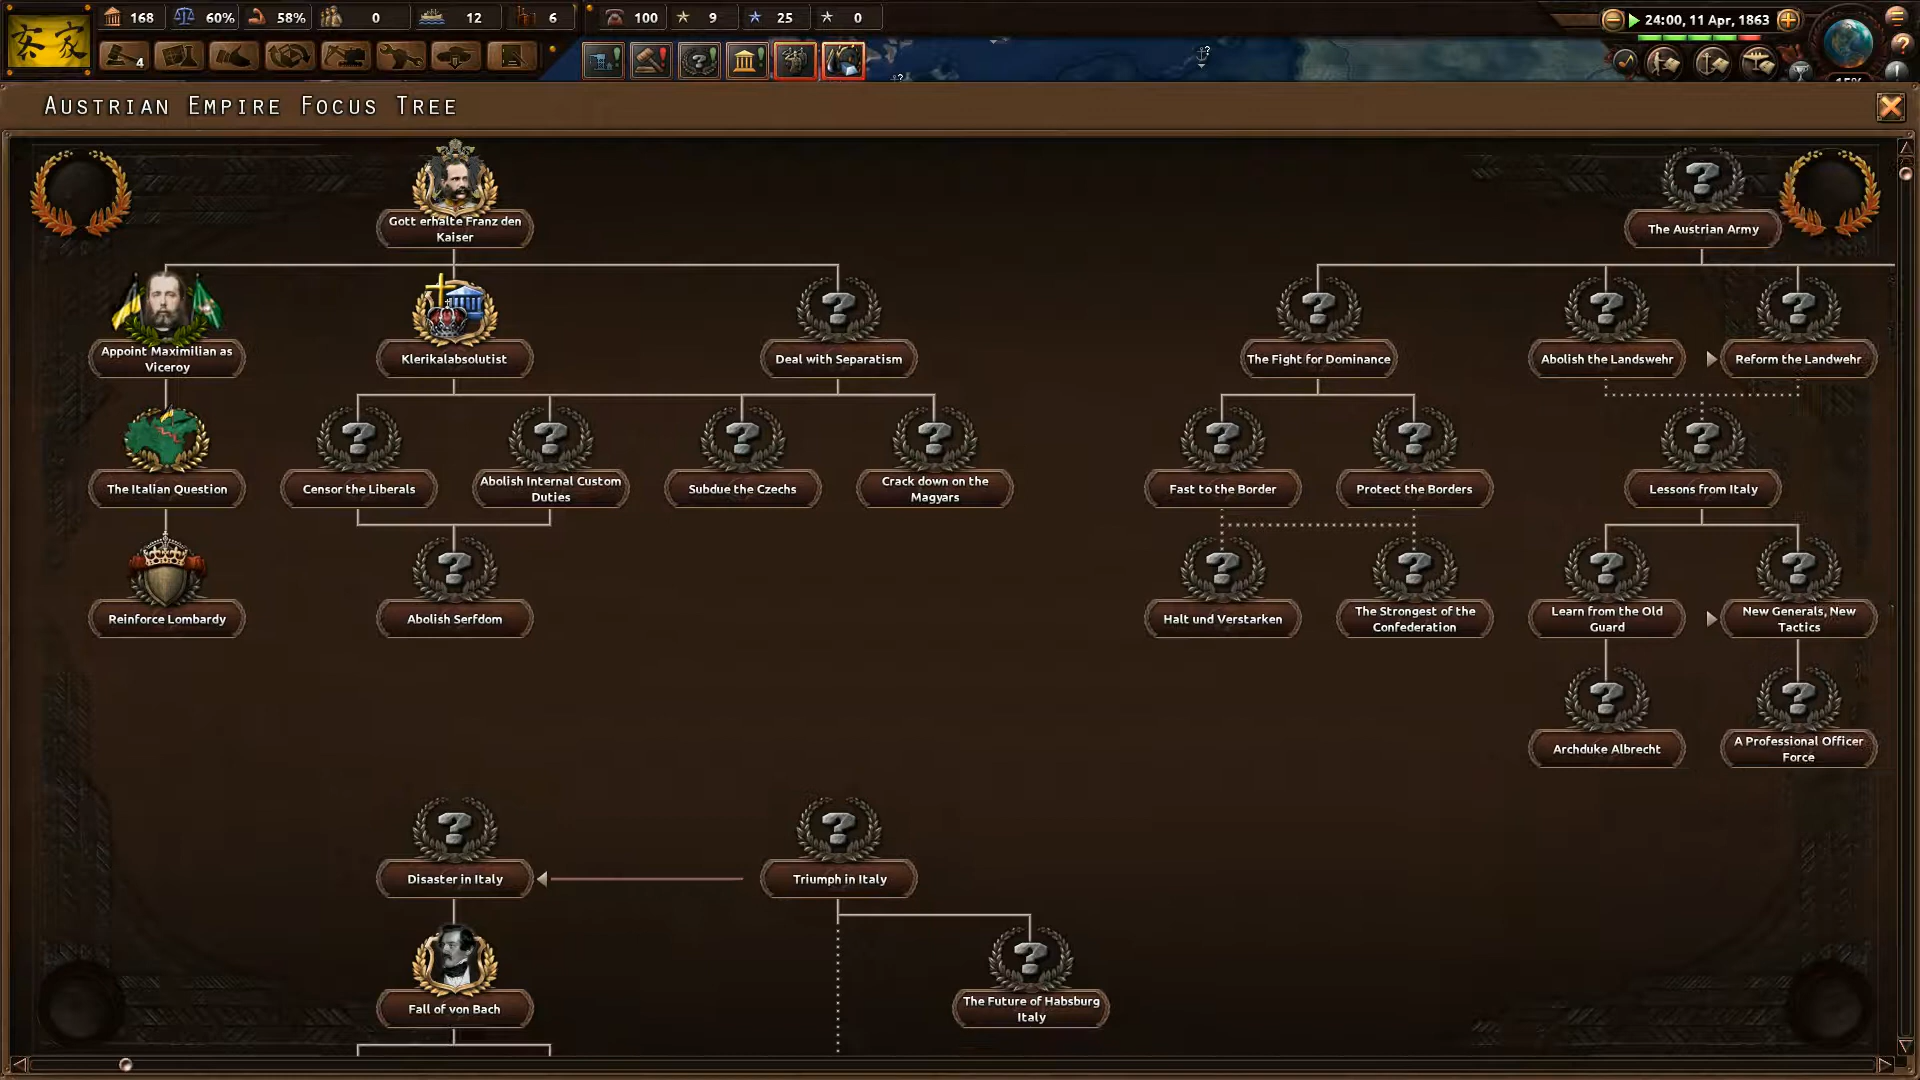 168
60%
58%
0
12
6
100
9
25
0
24:00, 11 Apr, 1863
4
Austrian Empire Focus Tree
Gott erhalte Franz den
Kaiser
The Austrian Army
Appoint Maximilian as
Viceroy
Klerikalabsolutist
Deal with Separatism
The Fight for Dominance
Abolish the Landswehr
Reform the Landwehr
The Italian Question
Censor the Liberals
Abolish Internal Custom
Duties
Subdue the Czechs
Crack down on the
Magyars
Fast to the Border
Protect the Borders
Lessons from Italy
Reinforce Lombardy
Abolish Serfdom
Halt und Verstarken
The Strongest of the
Confederation
Learn from the Old
Guard
New Generals, New
Tactics
Archduke Albrecht
A Professional Officer
Force
Disaster in Italy
Triumph in Italy
Fall of von Bach
The Future of Habsburg
Italy